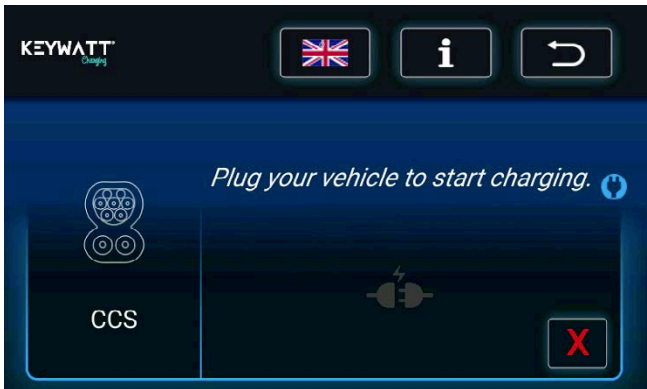 KEYWATT
Charging
i
Plug your vehicle to start charging.
CCS
X